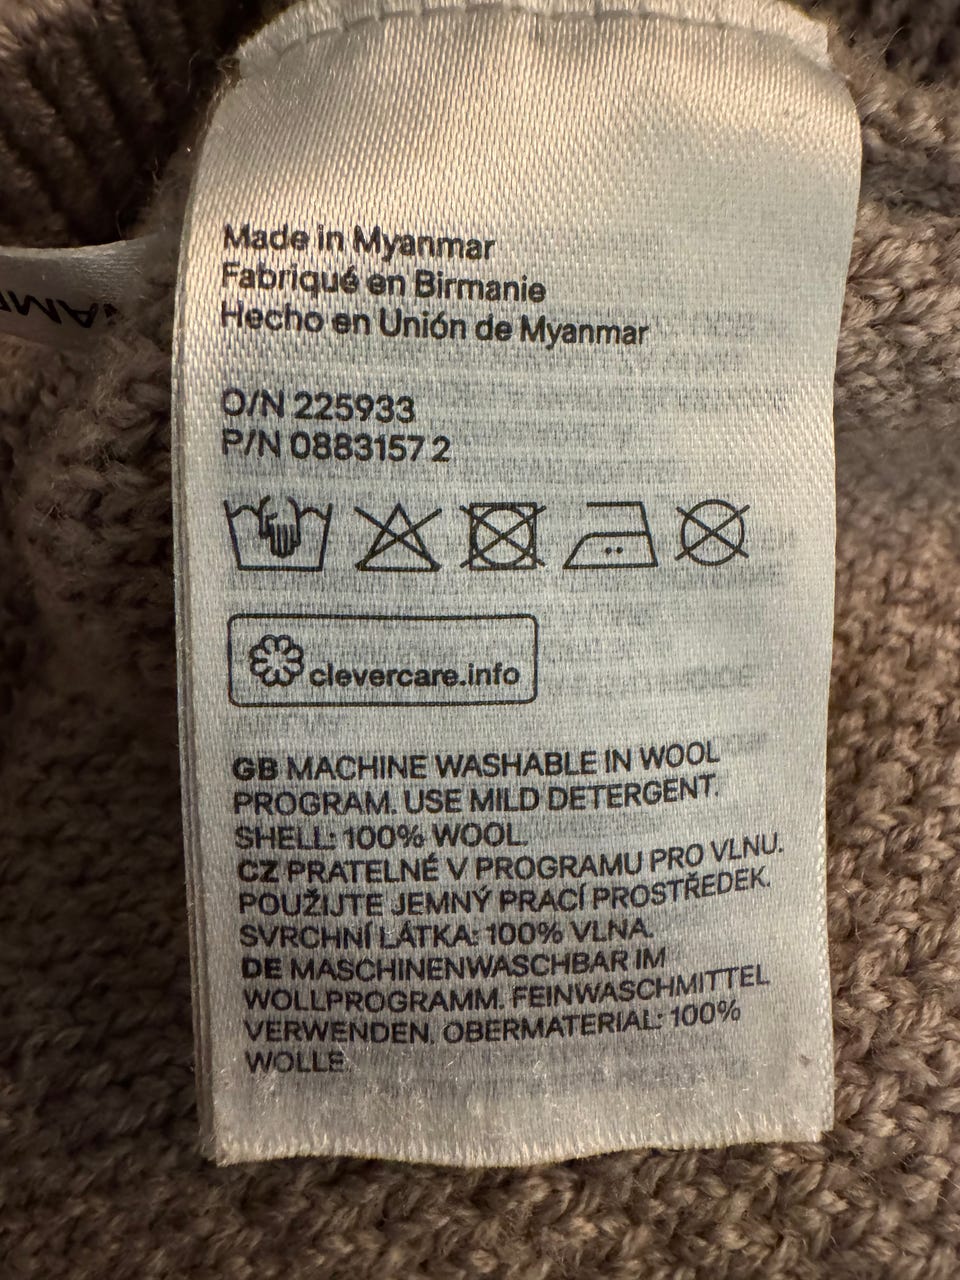 Made in Myanmar
Fabriqué en Birmanie
Hecho en Unión de Myanmar
O/N 225933
P/N 0883157 2
clevercare.info
GB MACHINE WASHABLE IN WOOL
PROGRAM. USE MILD DETERGENT.
SHELL: 100% WOOL.
CZ PRATELNÉ V PROGRAMU PRO VLNU.
POUŽIJTE JEMNÝ PRACÍ PROSTŘEDEK.
SVRCHNÍ LÁTKA: 100% VLNA.
DE MASCHINENWASCHBAR IM
WOLLPROGRAMM. FEINWASCHMITTEL
VERWENDEN. OBERMATERIAL: 100%
WOLLE.